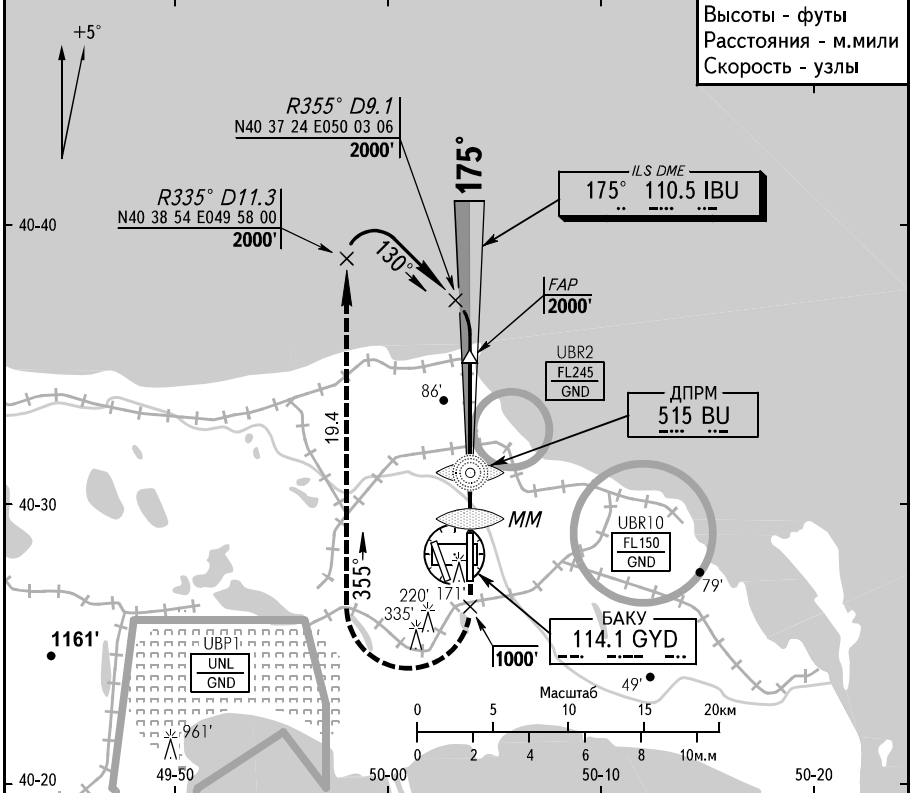 Высоты - футы
Расстояния - м.мили
Скорость - узлы
+5°
R355° D9.1
N40 37 24 E050 03 06
2000'
175°
ILS DME
175° 110.5 IBU
R335° D11.3
N40 38 54 E049 58 00
2000'
40-40
130°
FAP
2000'
UBR2
FL245
GND
86'
ДПРМ
515 BU
19.4
40-30
MM
UBR10
FL150
GND
355°
79'
171'
220'
335'
БАКУ
114.1 GYD
1161'
UBP1
UNL
GND
1000'
49'
Масштаб
0 5 10 15 20км
961'
0 2 4 6 8 10м.м
40-20
49-50 50-00 50-10 50-20